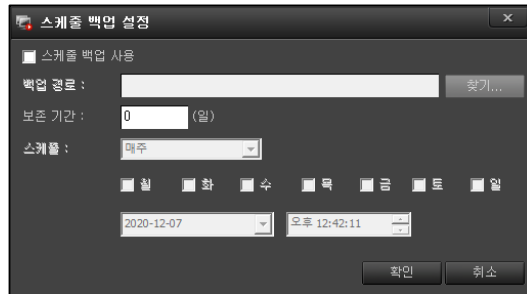 스케줄 백업 설정
스케줄 백업 사용
백업 경로 :
찾기...
보존 기간 : 0 (일)
스케쥴 : 매주
월 화 수 목 금 토 일
2020-12-07 오후 12:42:11
확인 취소